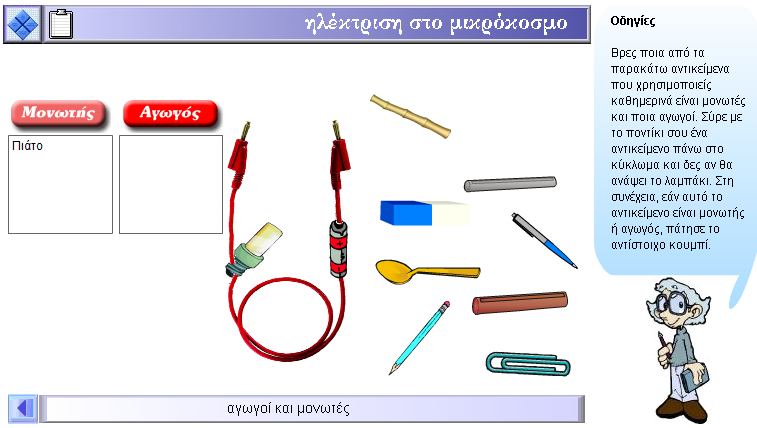 ηλέκτριση στο μικρόκοσμο
Μονωτής
Αγωγός
Πιάτο
Οδηγίες
Βρες ποια από τα
παρακάτω αντικείμενα
που χρησιμοποιείς
καθημερινά είναι μονωτές
και ποια αγωγοί. Σύρε με
το ποντίκι σου ένα
αντικείμενο πάνω στο
κύκλωμα και δες αν θα
ανάψει το λαμπάκι. Στη
συνέχεια, εάν αυτό το
αντικείμενο είναι μονωτής
ή αγωγός, πάτησε το
αντίστοιχο κουμπί.
αγωγοί και μονωτές